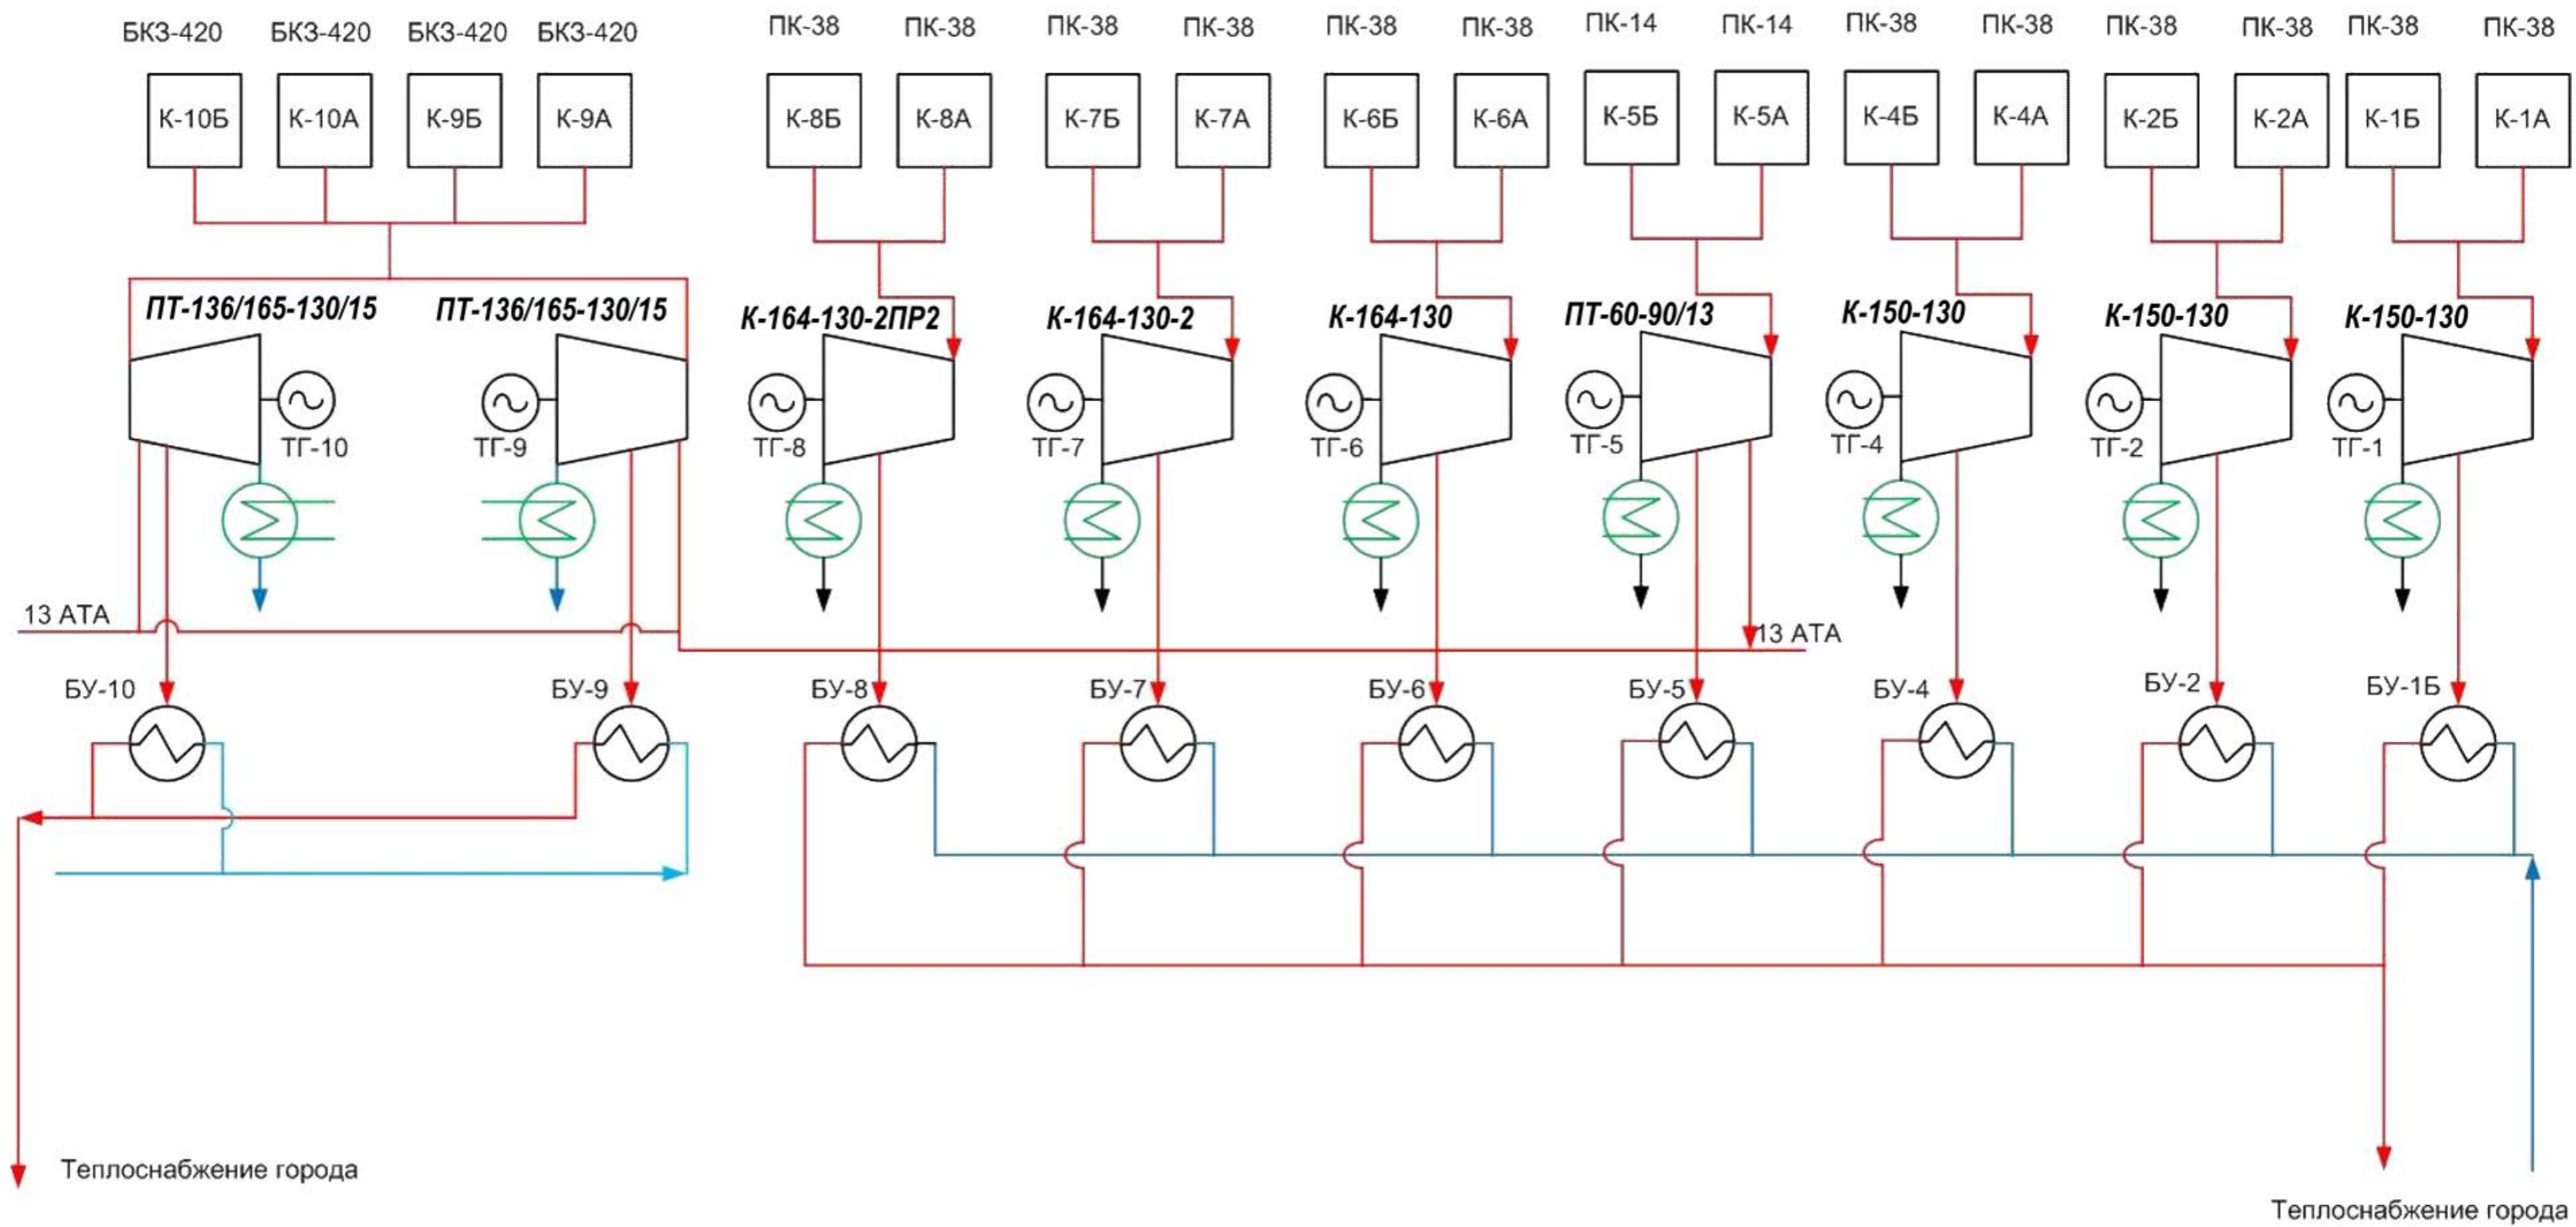 БКЗ-420 БКЗ-420 БКЗ-420 БКЗ-420 ПК-38 ПК-38 ПК-38 ПК-38 ПК-38 ПК-38 ПК-14 ПК-14 ПК-38 ПК-38 ПК-38 ПК-38 ПК-38 ПК-38
К-10Б К-10А К-9Б К-9А К-8Б К-8А К-7Б К-7А К-6Б К-6А К-5Б К-5А К-4Б К-4А К-2Б К-2А К-1Б К-1А
ПТ-136/165-130/15 ПТ-136/165-130/15 К-164-130-2ПР2 К-164-130-2 К-164-130 ПТ-60-90/13 К-150-130 К-150-130 К-150-130
ТГ-10 ТГ-9 ТГ-8 ТГ-7 ТГ-6 ТГ-5 ТГ-4 ТГ-2 ТГ-1
13 АТА 13 АТА
БУ-10 БУ-9 БУ-8 БУ-7 БУ-6 БУ-5 БУ-4 БУ-2 БУ-1Б
Теплоснабжение города
Теплоснабжение города